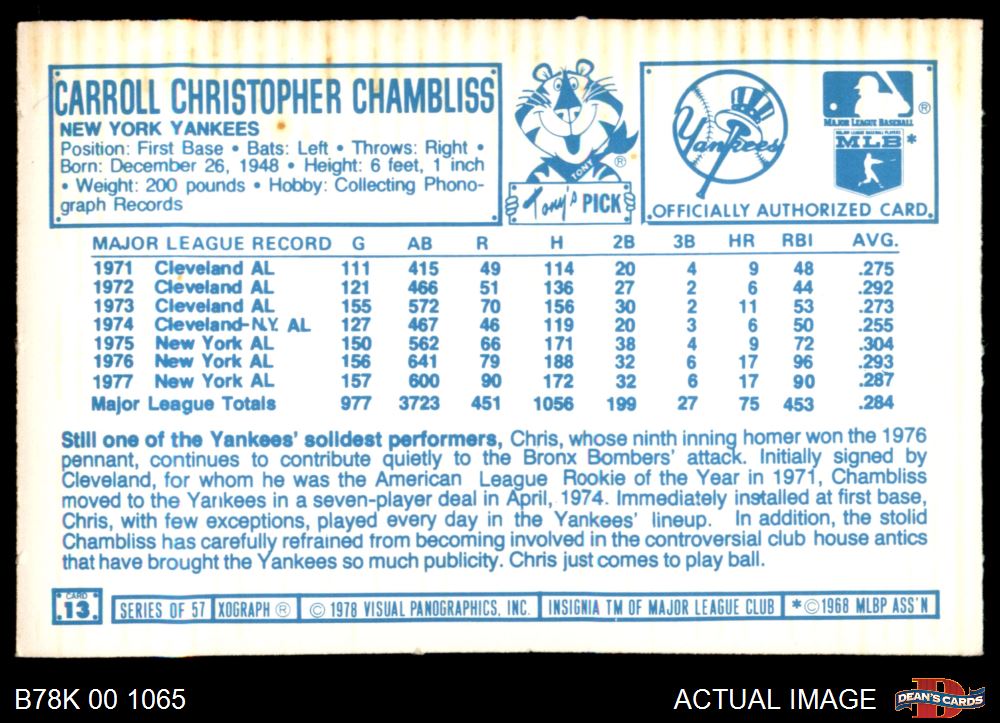 CARROLL CHRISTOPHER CHAMBLISS
NEW YORK YANKEES
Position: First Base • Bats: Left • Throws: Right •
Born: December 26, 1948 • Height: 6 feet, 1 inch
• Weight: 200 pounds • Hobby: Collecting Phono-
graph Records
TONY
®
Tony's PICK
Yankees
®
MAJOR LEAGUE BASEBALL
MAJOR LEAGUE BASEBALL PLAYERS
MLB *
OFFICIALLY AUTHORIZED CARD
MAJOR LEAGUE RECORD G AB R H 2B 3B HR RBI AVG.
1971 Cleveland AL 111 415 49 114 20 4 9 48 .275
1972 Cleveland AL 121 466 51 136 27 2 6 44 .292
1973 Cleveland AL 155 572 70 156 30 2 11 53 .273
1974 Cleveland-N.Y. AL 127 467 46 119 20 3 6 50 .255
1975 New York AL 150 562 66 171 38 4 9 72 .304
1976 New York AL 156 641 79 188 32 6 17 96 .293
1977 New York AL 157 600 90 172 32 6 17 90 .287
Major League Totals 977 3723 451 1056 199 27 75 453 .284
Still one of the Yankees' solidest performers, Chris, whose ninth inning homer won the 1976
pennant, continues to contribute quietly to the Bronx Bombers' attack. Initially signed by
Cleveland, for whom he was the American League Rookie of the Year in 1971, Chambliss
moved to the Yankees in a seven-player deal in April, 1974. Immediately installed at first base,
Chris, with few exceptions, played every day in the Yankees' lineup. In addition, the stolid
Chambliss has carefully refrained from becoming involved in the controversial club house antics
that have brought the Yankees so much publicity. Chris just comes to play ball.
CARD
13 SERIES OF 57 XOGRAPH ® © 1978 VISUAL PANOGRAPHICS, INC. INSIGNIA TM OF MAJOR LEAGUE CLUB * © 1968 MLBP ASS'N
B78K 00 1065 ACTUAL IMAGE DEAN'S CARDS